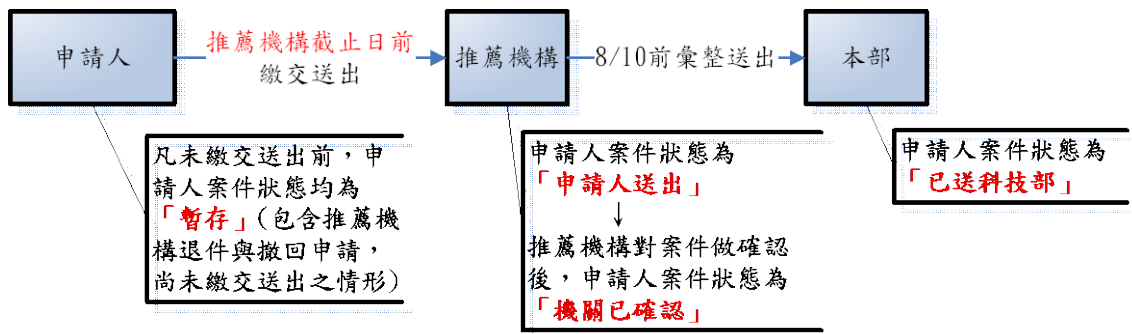 申請人
推薦機構截止日前
繳交送出
推薦機構
8/10前彙整送出
本部
凡未繳交送出前，申
請人案件狀態均為
「暫存」(包含推薦機
構退件與撤回申請，
尚未繳交送出之情形)
申請人案件狀態為
「申請人送出」
↓
推薦機構對案件做確認
後，申請人案件狀態為
「機關已確認」
申請人案件狀態為
「已送科技部」